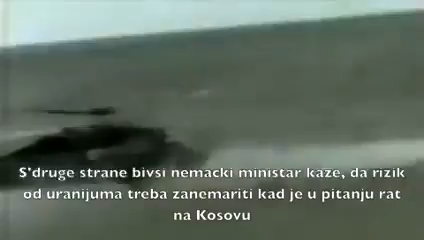 S'druge strane bivsi nemacki ministar kaze, da rizik
od uranijuma treba zanemariti kad je u pitanju rat
na Kosovu